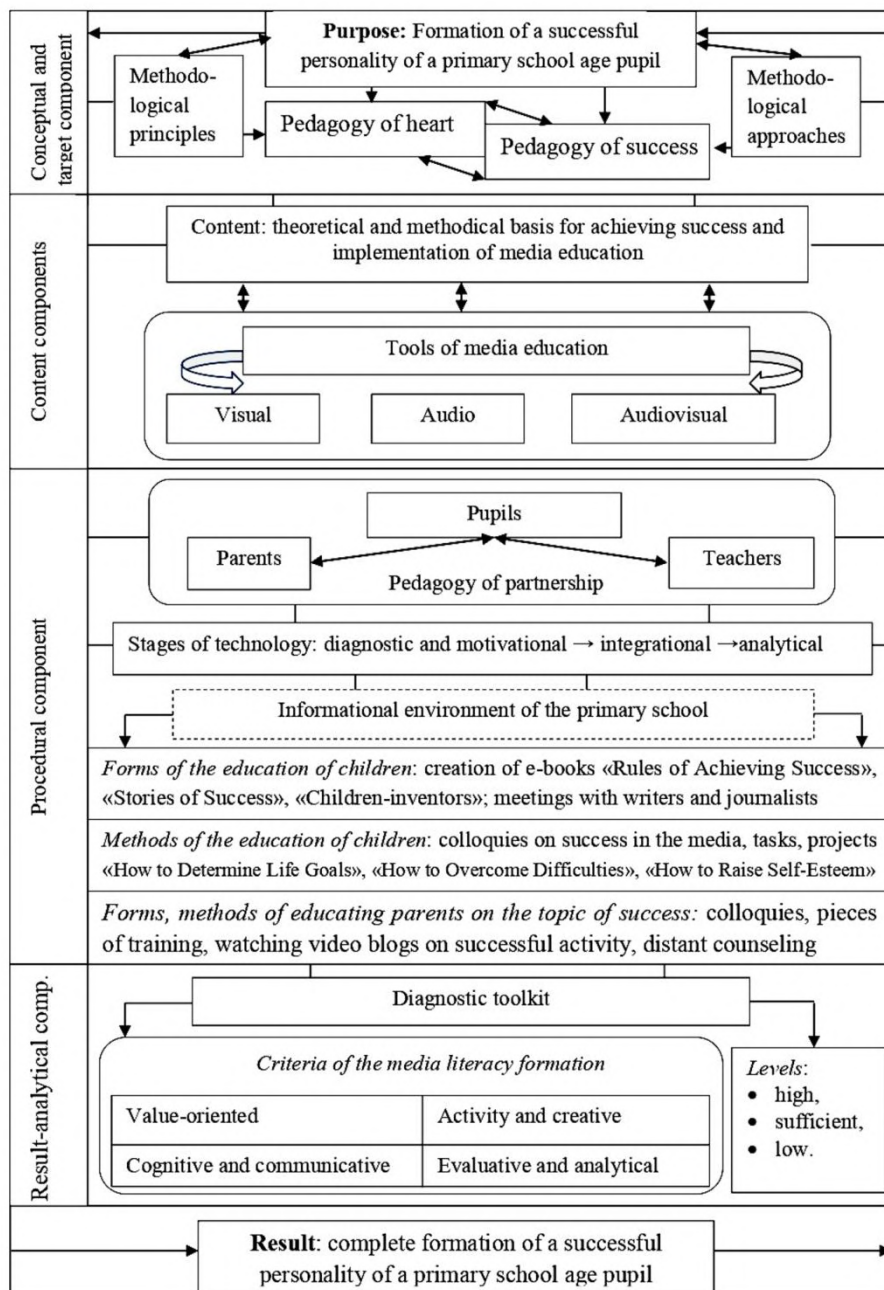 Conceptual and
target component
Purpose: Formation of a successful
personality of a primary school age pupil
Methodo-
logical
principles
Pedagogy of heart
Pedagogy of success
Methodo-
logical
approaches
Content components
Content: theoretical and methodical basis for achieving success and
implementation of media education
Tools of media education
Visual
Audio
Audiovisual
Procedural component
Pupils
Parents
Teachers
Pedagogy of partnership
Stages of technology: diagnostic and motivational → integrational →analytical
Informational environment of the primary school
Forms of the education of children: creation of e-books «Rules of Achieving Success»,
«Stories of Success», «Children-inventors»; meetings with writers and journalists
Methods of the education of children: colloquies on success in the media, tasks, projects
«How to Determine Life Goals», «How to Overcome Difficulties», «How to Raise Self-Esteem»
Forms, methods of educating parents on the topic of success: colloquies, pieces
of training, watching video blogs on successful activity, distant counseling
Result-analytical comp.
Diagnostic toolkit
Criteria of the media literacy formation
Value-oriented
Activity and creative
Cognitive and communicative
Evaluative and analytical
Levels:
• high,
• sufficient,
• low.
Result: complete formation of a successful
personality of a primary school age pupil